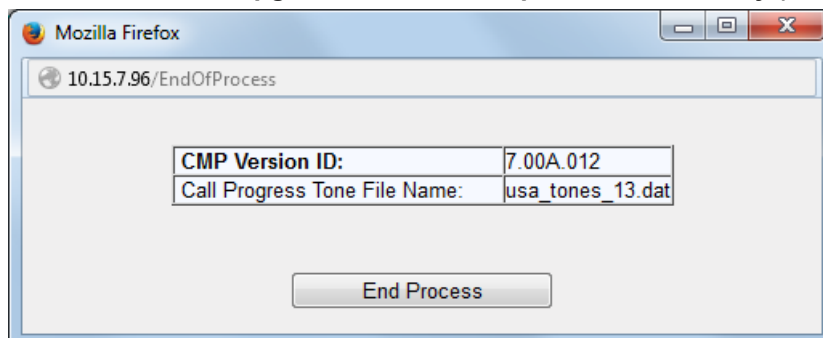 Mozilla Firefox
10.15.7.96/EndOfProcess
CMP Version ID: 7.00A.012
Call Progress Tone File Name: usa_tones_13.dat
End Process